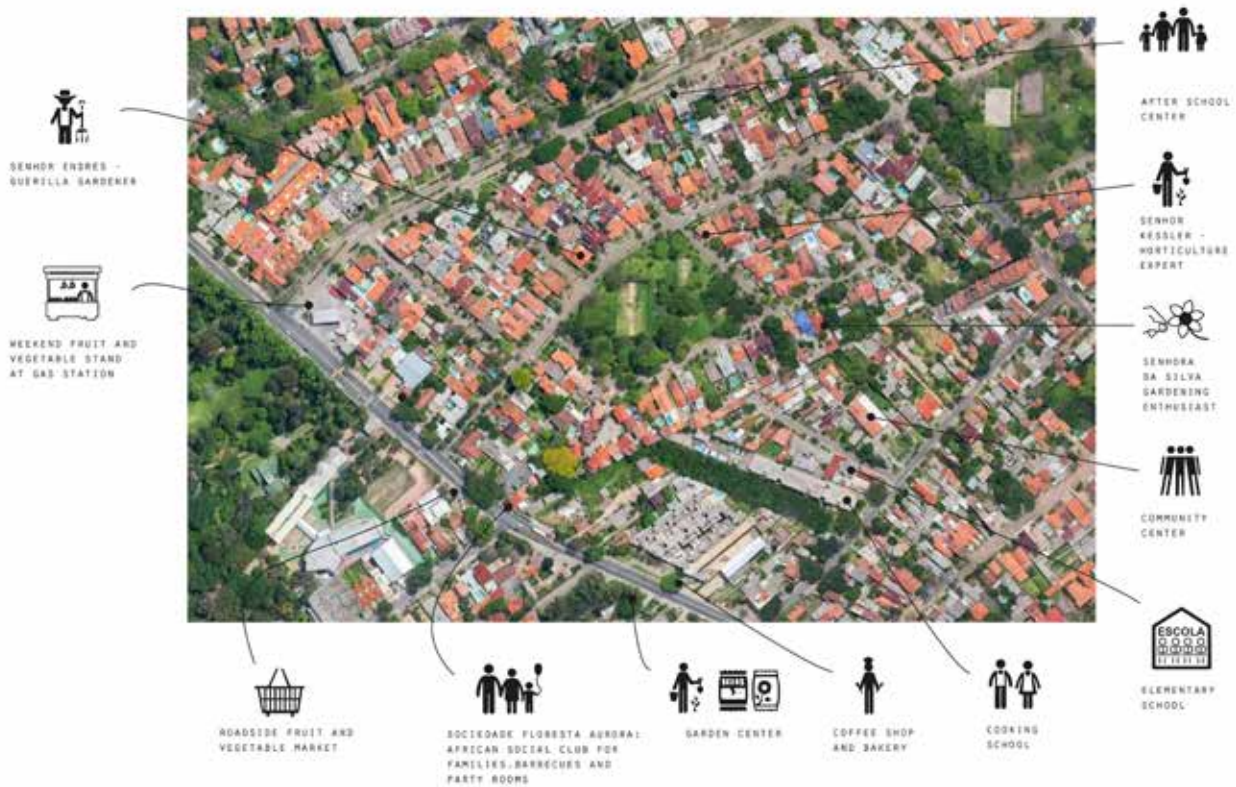 AFTER SCHOOL
CENTER
SENHOR ENDRES -
GUERILLA GARDENER
SENHOR
KESSLER -
HORTICULTURE
EXPERT
WEEKEND FRUIT AND
VEGETABLE STAND
AT GAS STATION
SENHORA
DA SILVA
GARDENING
ENTHUSIAST
COMMUNITY
CENTER
ESCOLA
ELEMENTARY
SCHOOL
ROADSIDE FRUIT AND
VEGETABLE MARKET
SOCIEDADE FLORESTA AURORA:
AFRICAN SOCIAL CLUB FOR
FAMILIES, BARBECUES AND
PARTY ROOMS
GARDEN CENTER
COFFEE SHOP
AND BAKERY
COOKING
SCHOOL